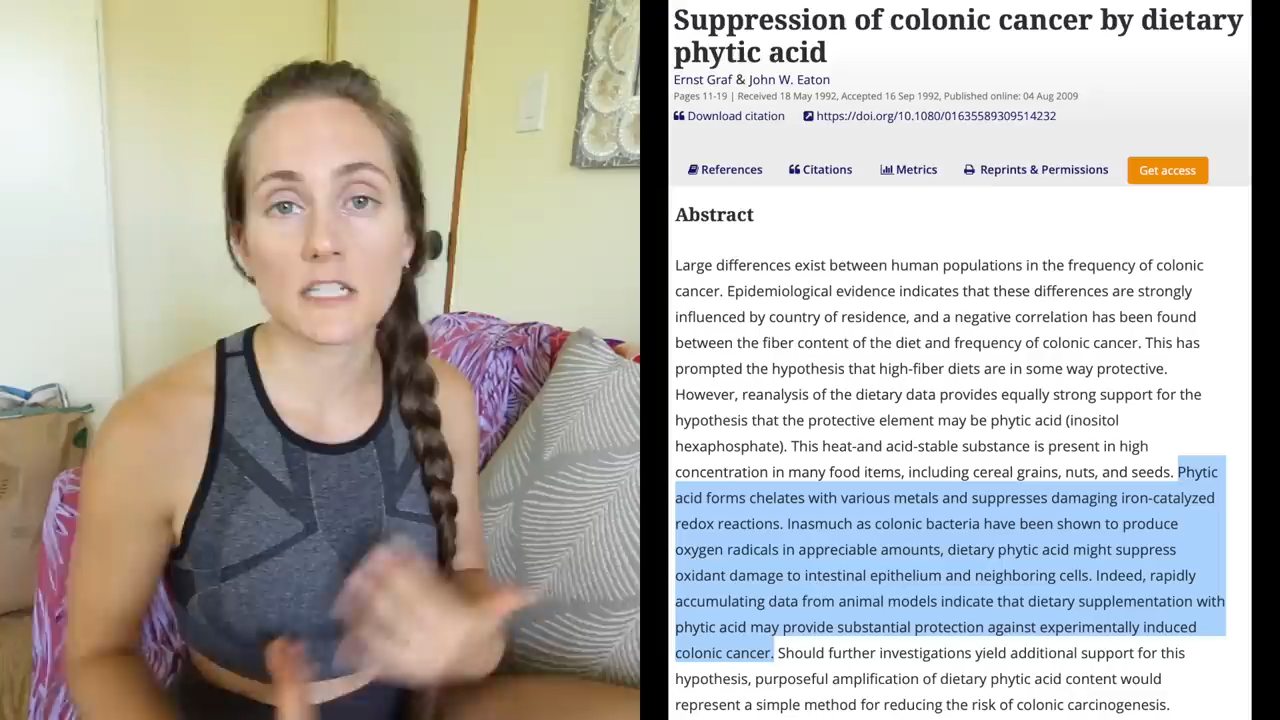 Suppression of colonic cancer by dietary
phytic acid
Ernst Graf & John W. Eaton
Pages 11-19 | Received 18 May 1992, Accepted 16 Sep 1992, Published online: 04 Aug 2009
Download citation https://doi.org/10.1080/01635589309514232
References Citations Metrics Reprints & Permissions Get access
Abstract
Large differences exist between human populations in the frequency of colonic
cancer. Epidemiological evidence indicates that these differences are strongly
influenced by country of residence, and a negative correlation has been found
between the fiber content of the diet and frequency of colonic cancer. This has
prompted the hypothesis that high-fiber diets are in some way protective.
However, reanalysis of the dietary data provides equally strong support for the
hypothesis that the protective element may be phytic acid (inositol
hexaphosphate). This heat-and acid-stable substance is present in high
concentration in many food items, including cereal grains, nuts, and seeds. Phytic
acid forms chelates with various metals and suppresses damaging iron-catalyzed
redox reactions. Inasmuch as colonic bacteria have been shown to produce
oxygen radicals in appreciable amounts, dietary phytic acid might suppress
oxidant damage to intestinal epithelium and neighboring cells. Indeed, rapidly
accumulating data from animal models indicate that dietary supplementation with
phytic acid may provide substantial protection against experimentally induced
colonic cancer. Should further investigations yield additional support for this
hypothesis, purposeful amplification of dietary phytic acid content would
represent a simple method for reducing the risk of colonic carcinogenesis.